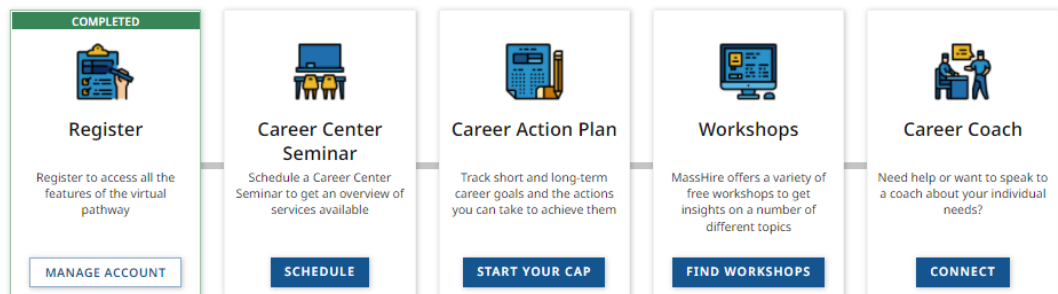 COMPLETED
Register
Register to access all the
features of the virtual
pathway
MANAGE ACCOUNT
Career Center
Seminar
Schedule a Career Center
Seminar to get an overview of
services available
SCHEDULE
Career Action Plan
Track short and long-term
career goals and the actions
you can take to achieve them
START YOUR CAP
Workshops
MassHire offers a variety of
free workshops to get
insights on a number of
different topics
FIND WORKSHOPS
Career Coach
Need help or want to speak to
a coach about your individual
needs?
CONNECT